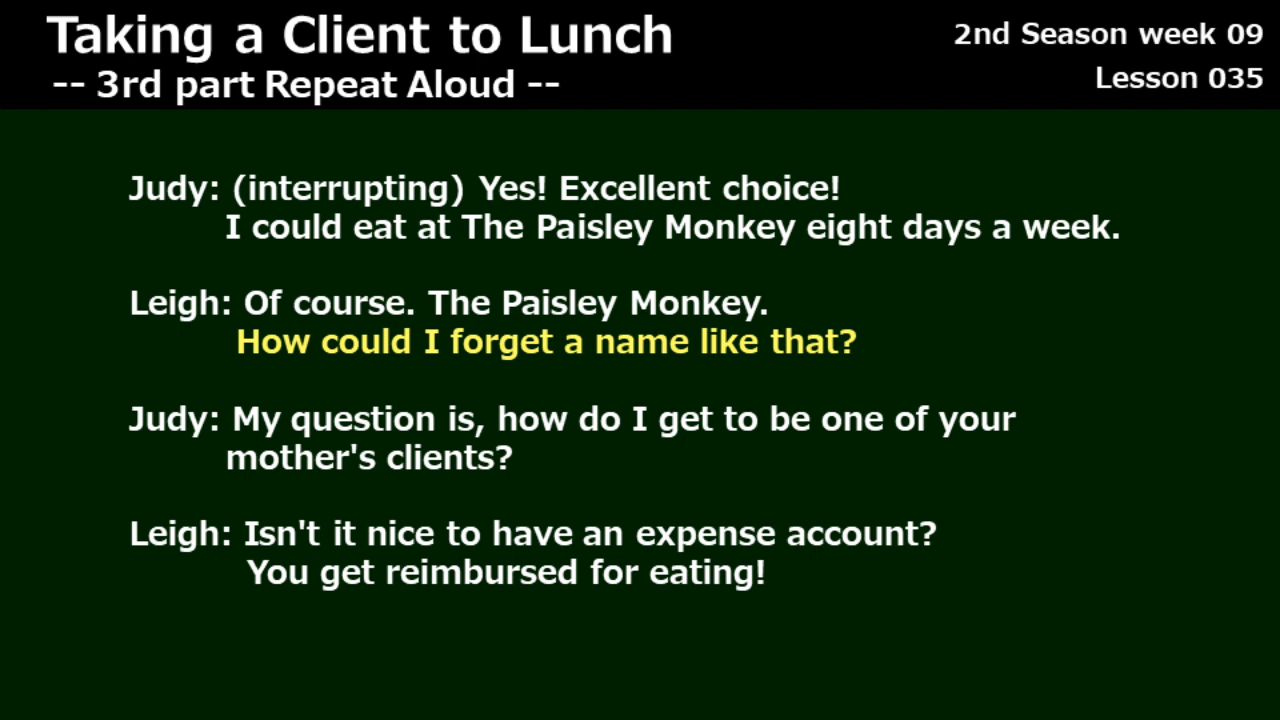 Taking a Client to Lunch
-- 3rd part Repeat Aloud --
2nd Season week 09
Lesson 035
Judy: (interrupting) Yes! Excellent choice!
I could eat at The Paisley Monkey eight days a week.
Leigh: Of course. The Paisley Monkey.
How could I forget a name like that?
Judy: My question is, how do I get to be one of your
mother's clients?
Leigh: Isn't it nice to have an expense account?
You get reimbursed for eating!